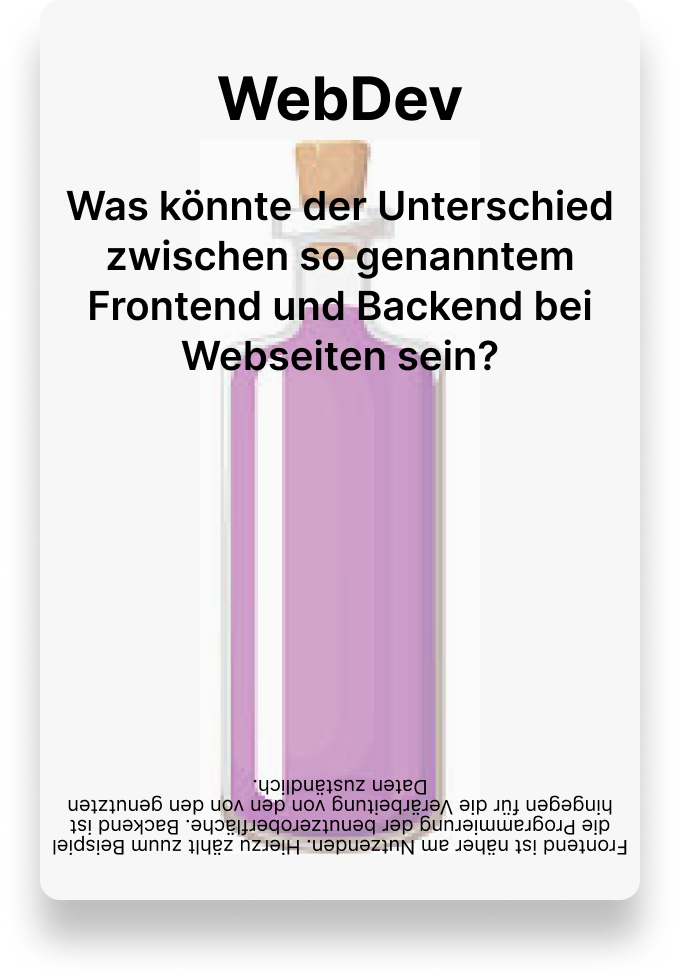 WebDev
Was könnte der Unterschied
zwischen so genanntem
Frontend und Backend bei
Webseiten sein?
Frontend ist näher am Nutzenden. Hierzu zählt zuum Beispiel
die Programmierung der benutzeroberfläche. Backend ist
hingegen für die Verarbeitung von den von den genutzten
Daten zuständlich.